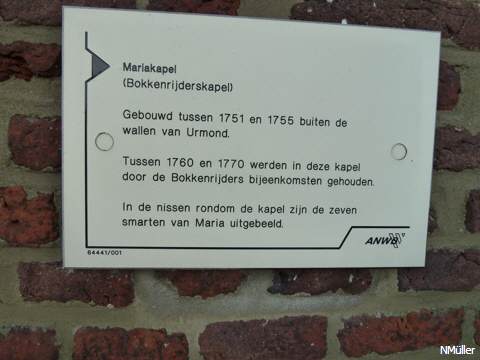 Mariakapel
(Bokkenrijderskapel)
Gebouwd tussen 1751 en 1755 buiten de
wallen van Urmond.
Tussen 1760 en 1770 werden in deze kapel
door de Bokkenrijders bijeenkomsten gehouden.
In de nissen rondom de kapel zijn de zeven
smarten van Maria uitgebeeld.
64441/001
ANWB
NMüller